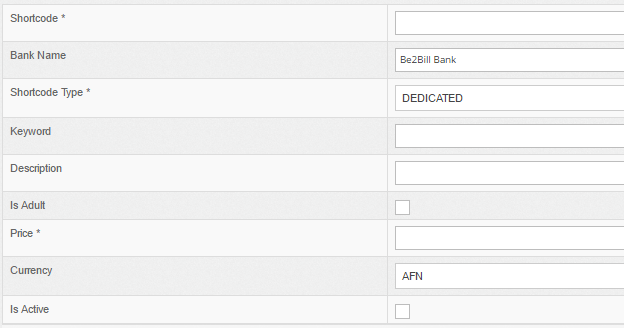 Shortcode *
Bank Name Be2Bill Bank
Shortcode Type * DEDICATED
Keyword
Description
Is Adult
Price *
Currency AFN
Is Active